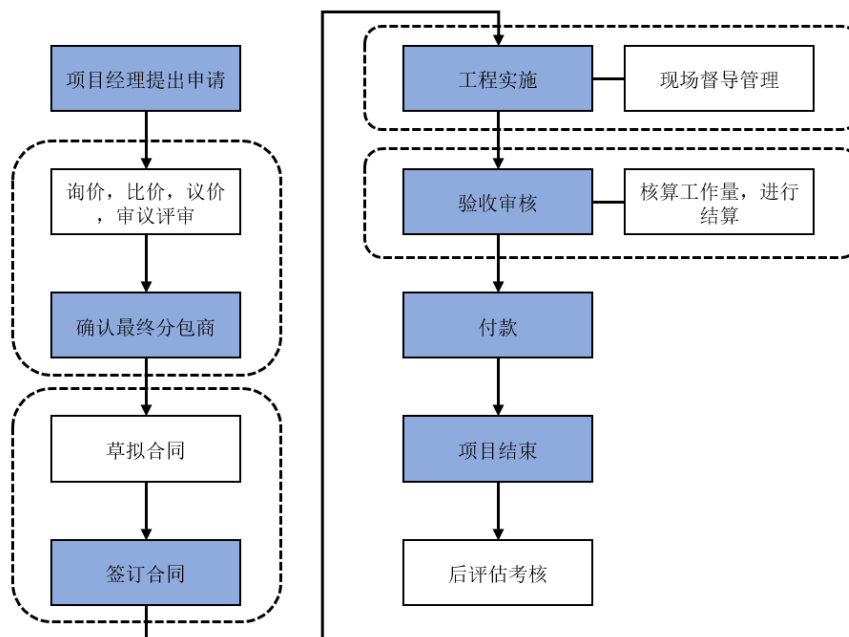 项目经理提出申请
询价，比价，议价
，审议评审
确认最终分包商
草拟合同
签订合同
工程实施
现场督导管理
验收审核
核算工作量，进行
结算
付款
项目结束
后评估考核